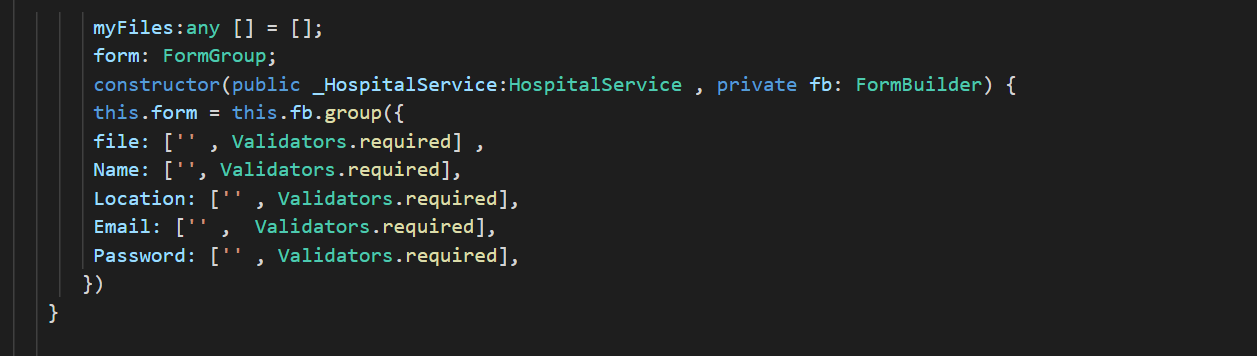 myFiles:any [] = [];
form: FormGroup;
constructor(public _HospitalService:HospitalService , private fb: FormBuilder) {
this.form = this.fb.group({
file: ['' , Validators.required] ,
Name: ['', Validators.required],
Location: ['' , Validators.required],
Email: ['' ,  Validators.required],
Password: ['' , Validators.required],
})
}